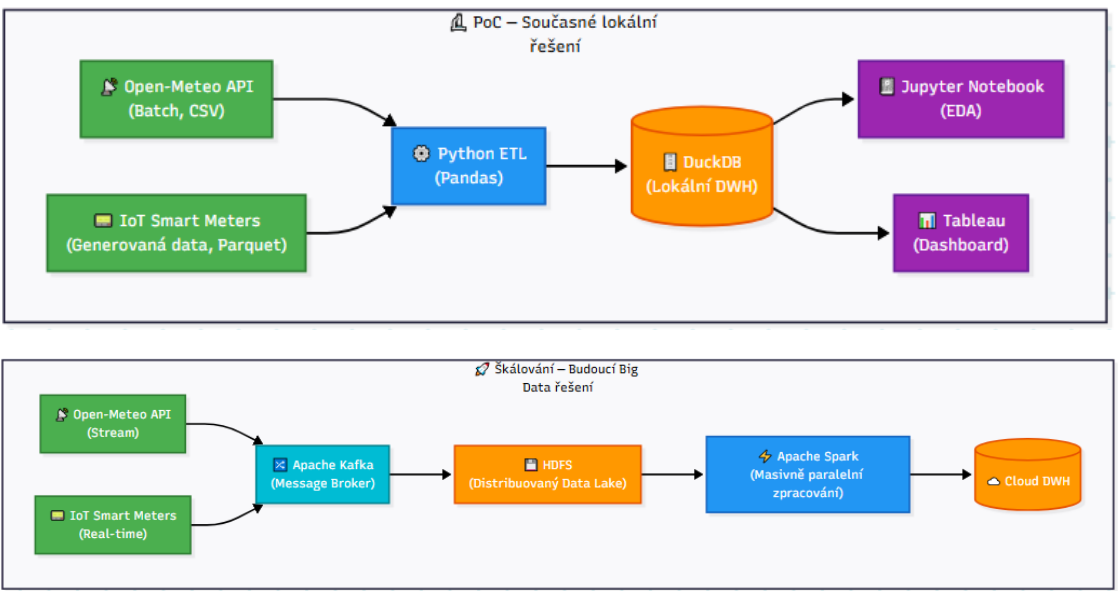 PoC – Současné lokální
řešení
Open-Meteo API
(Batch, CSV)
IoT Smart Meters
(Generovaná data, Parquet)
Python ETL
(Pandas)
DuckDB
(Lokální DWH)
Jupyter Notebook
(EDA)
Tableau
(Dashboard)
Škálování – Budoucí Big
Data řešení
Open-Meteo API
(Stream)
IoT Smart Meters
(Real-time)
Apache Kafka
(Message Broker)
HDFS
(Distribuovaný Data Lake)
Apache Spark
(Masivně paralelní
zpracování)
Cloud DWH